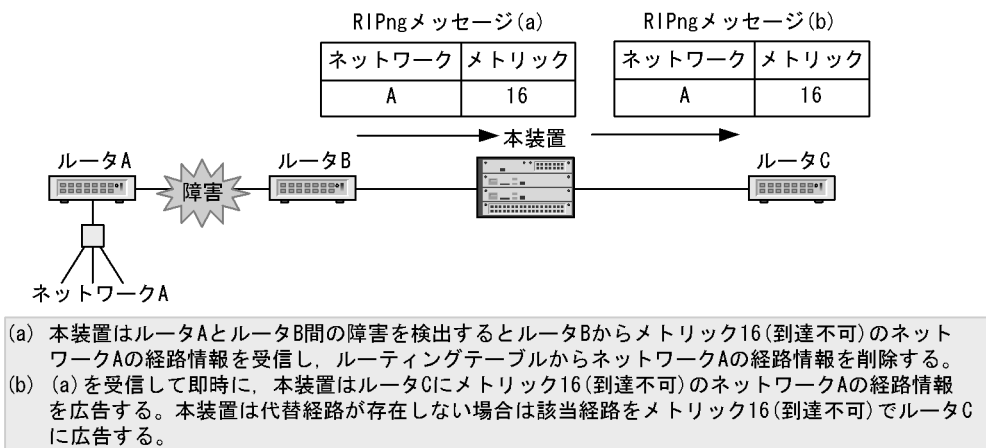 RIPngメッセージ(a)
RIPngメッセージ(b)
ネットワーク メトリック
A 16
ネットワーク メトリック
A 16
本装置
ルータA
障害
ルータB
ルータC
ネットワークA
(a) 本装置はルータAとルータB間の障害を検出するとルータBからメトリック16(到達不可)のネット
ワークAの経路情報を受信し，ルーティングテーブルからネットワークAの経路情報を削除する。
(b) (a)を受信して即時に，本装置はルータCにメトリック16(到達不可)のネットワークAの経路情報
を広告する。本装置は代替経路が存在しない場合は該当経路をメトリック16(到達不可)でルータC
に広告する。